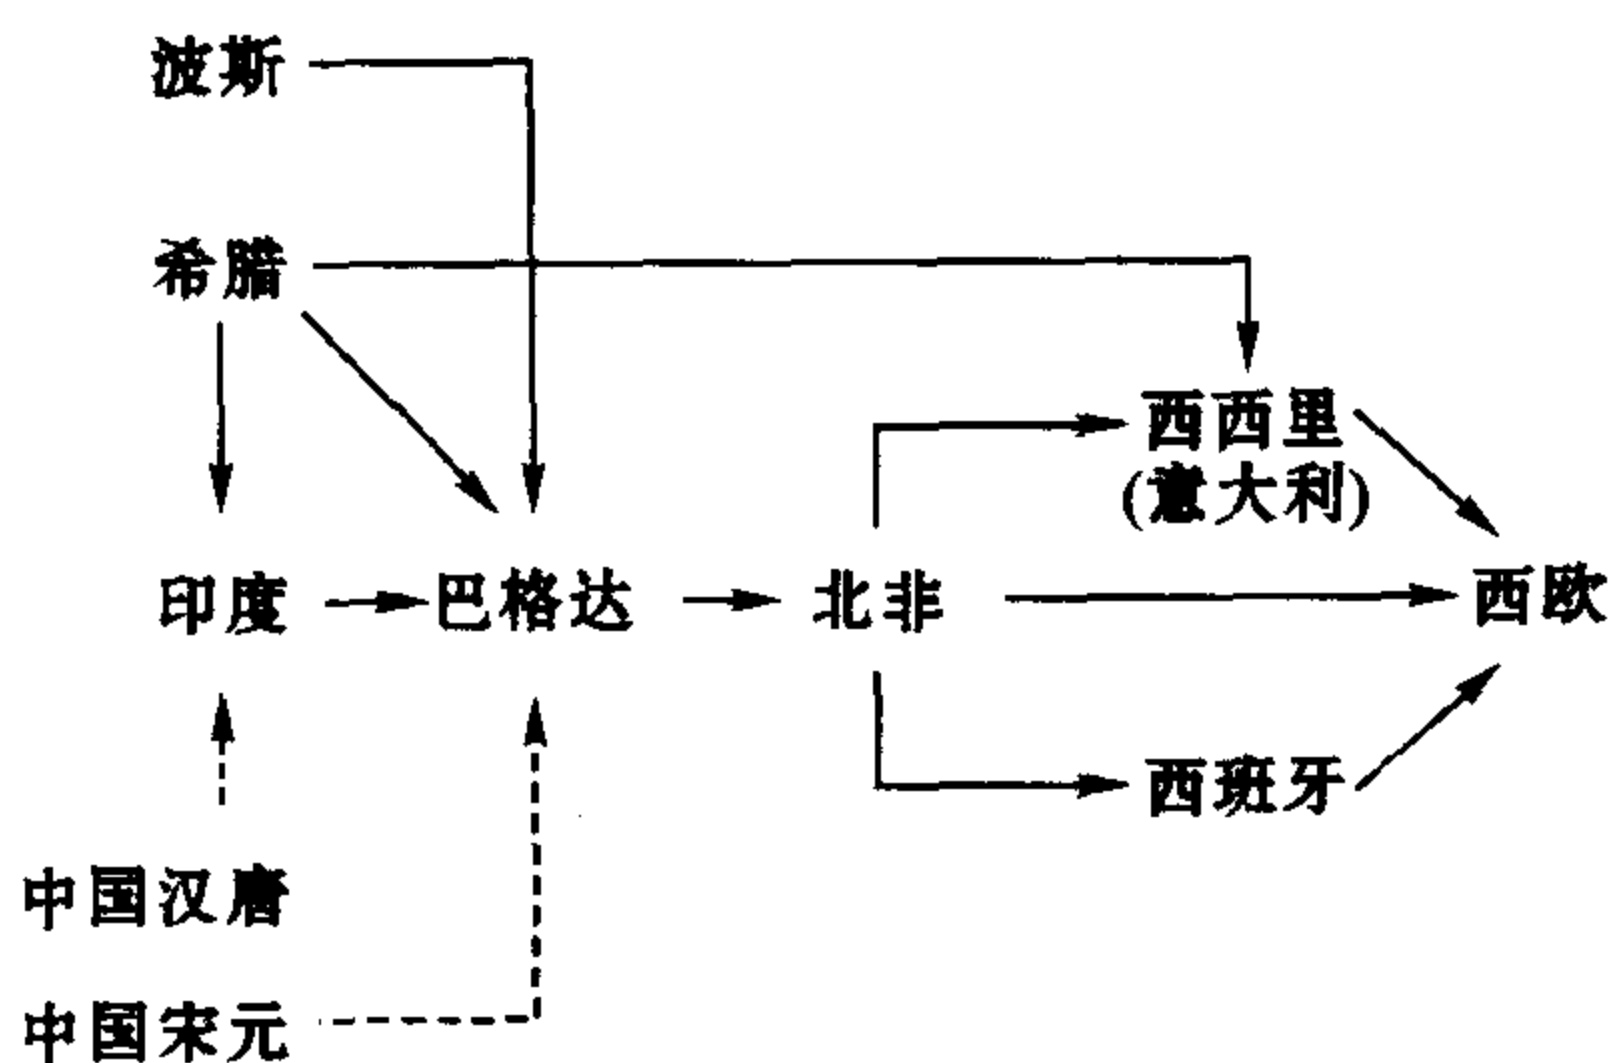 波斯
希腊
西西里
(意大利)
印度
巴格达
北非
西欧
西班牙
中国汉唐
中国宋元